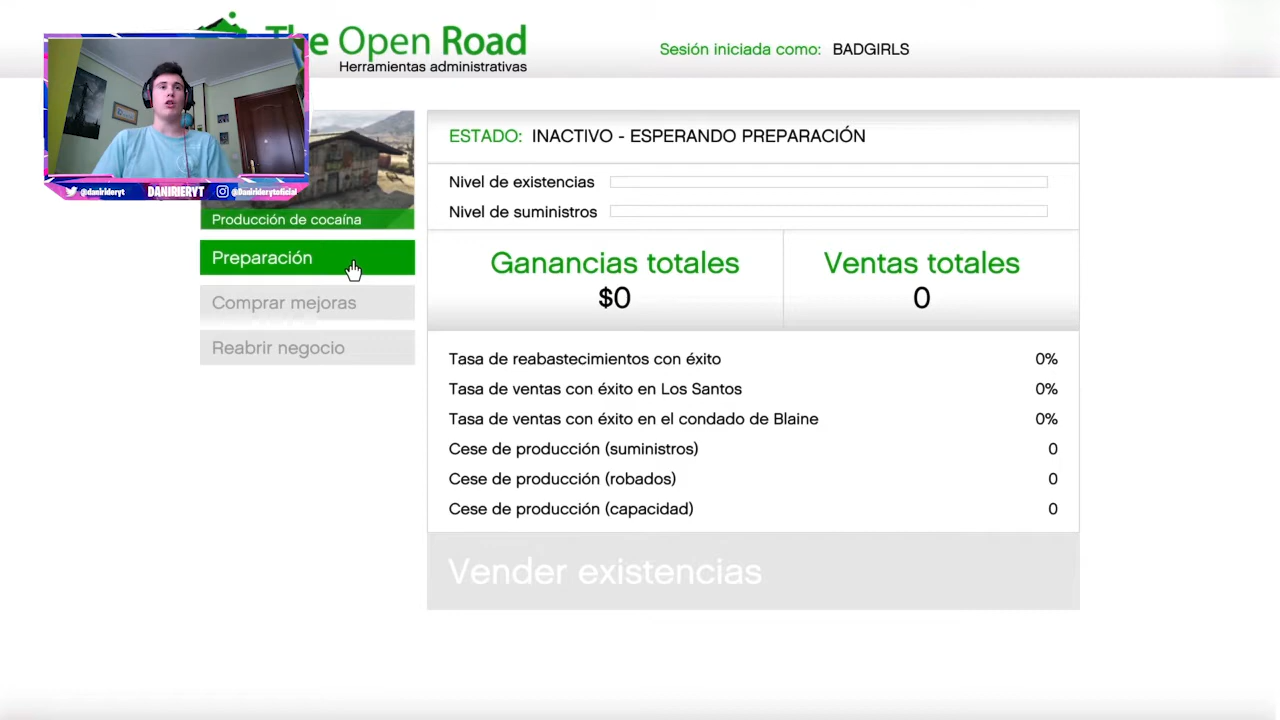 The Open Road
Herramientas administrativas
Sesión iniciada como: BADGIRLS
@danirideryt
DANIRIERYT
@Daniriderytoficial
Producción de cocaína
Preparación
Comprar mejoras
Reabrir negocio
ESTADO: INACTIVO - ESPERANDO PREPARACIÓN
Nivel de existencias
Nivel de suministros
Ganancias totales
$0
Ventas totales
0
Tasa de reabastecimientos con éxito 0%
Tasa de ventas con éxito en Los Santos 0%
Tasa de ventas con éxito en el condado de Blaine 0%
Cese de producción (suministros) 0
Cese de producción (robados) 0
Cese de producción (capacidad) 0
Vender existencias